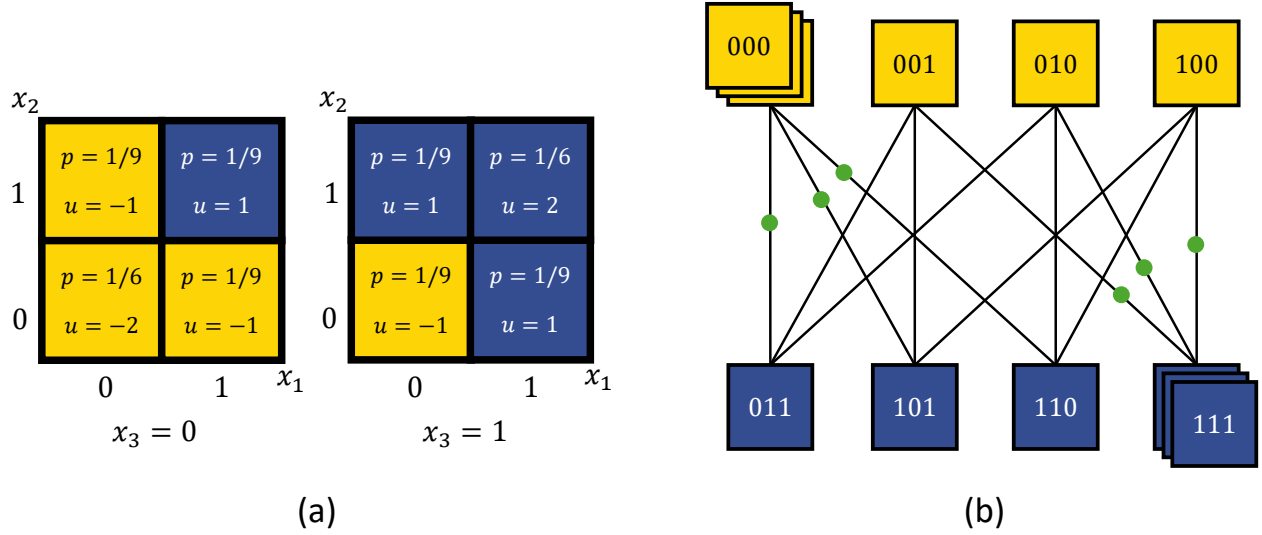 x₂
1
0
p = 1/9
u = −1
p = 1/9
u = 1
p = 1/6
u = −2
p = 1/9
u = −1
0
1
x₁
x₃ = 0
x₂
1
0
p = 1/9
u = 1
p = 1/6
u = 2
p = 1/9
u = −1
p = 1/9
u = 1
0
1
x₁
x₃ = 1
(a)
000
001
010
100
011
101
110
111
(b)